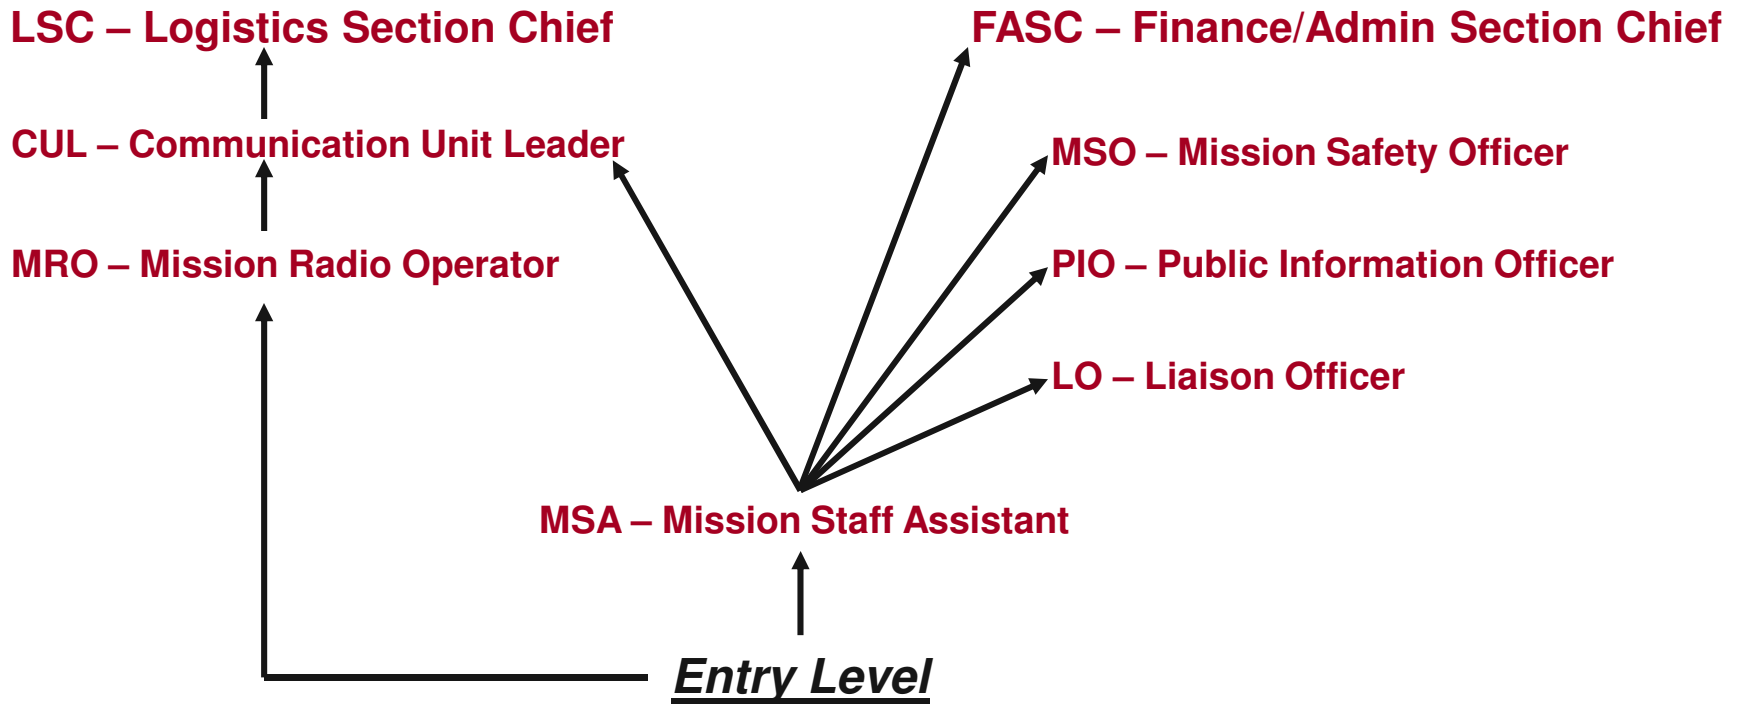 LSC – Logistics Section Chief
FASC – Finance/Admin Section Chief
CUL – Communication Unit Leader
MSO – Mission Safety Officer
MRO – Mission Radio Operator
PIO – Public Information Officer
LO – Liaison Officer
MSA – Mission Staff Assistant
Entry Level